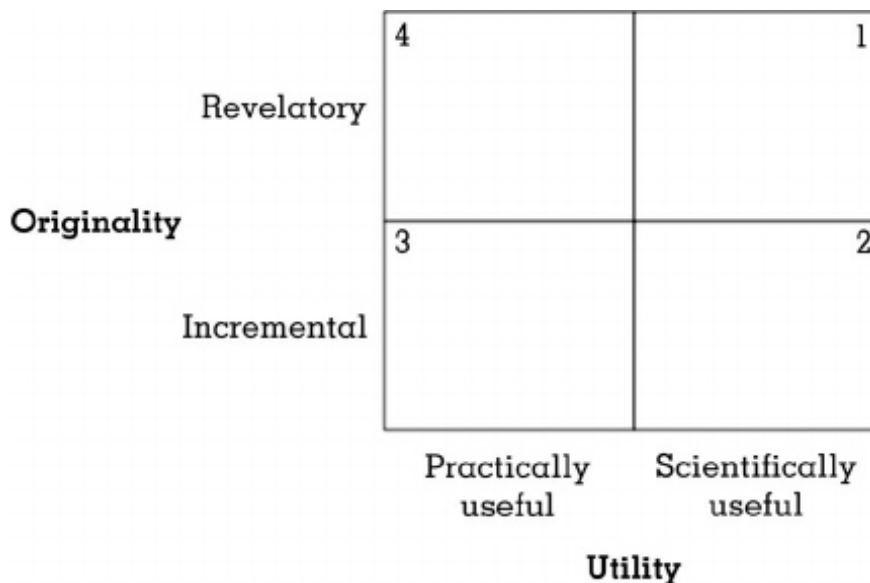 4
1
Revelatory
Originality
3
2
Incremental
Practically
useful
Scientifically
useful
Utility